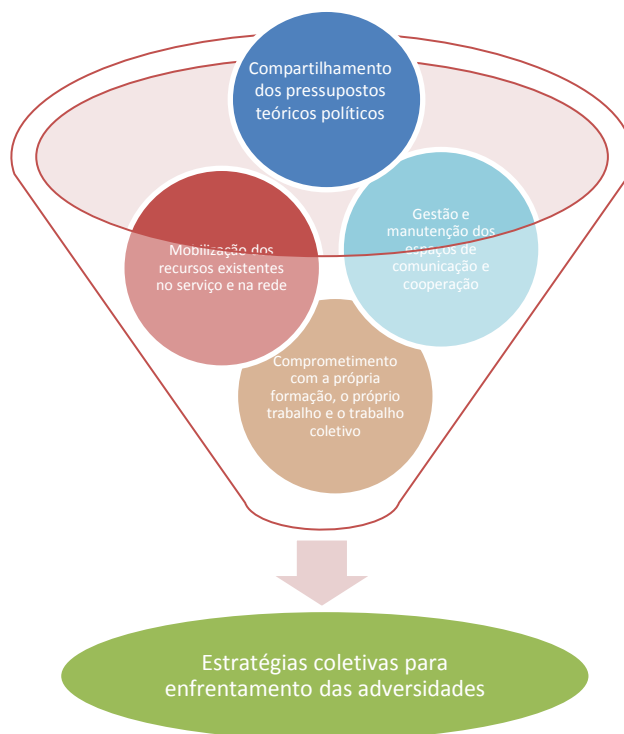 Compartilhamento
dos pressupostos
teóricos políticos
Gestão e
manutenção dos
espaços de
comunicação e
cooperação
Mobilização dos
recursos existentes
no serviço e na rede
Comprometimento
com a própria
formação, o próprio
trabalho e o trabalho
coletivo
Estratégias coletivas para
enfrentamento das adversidades